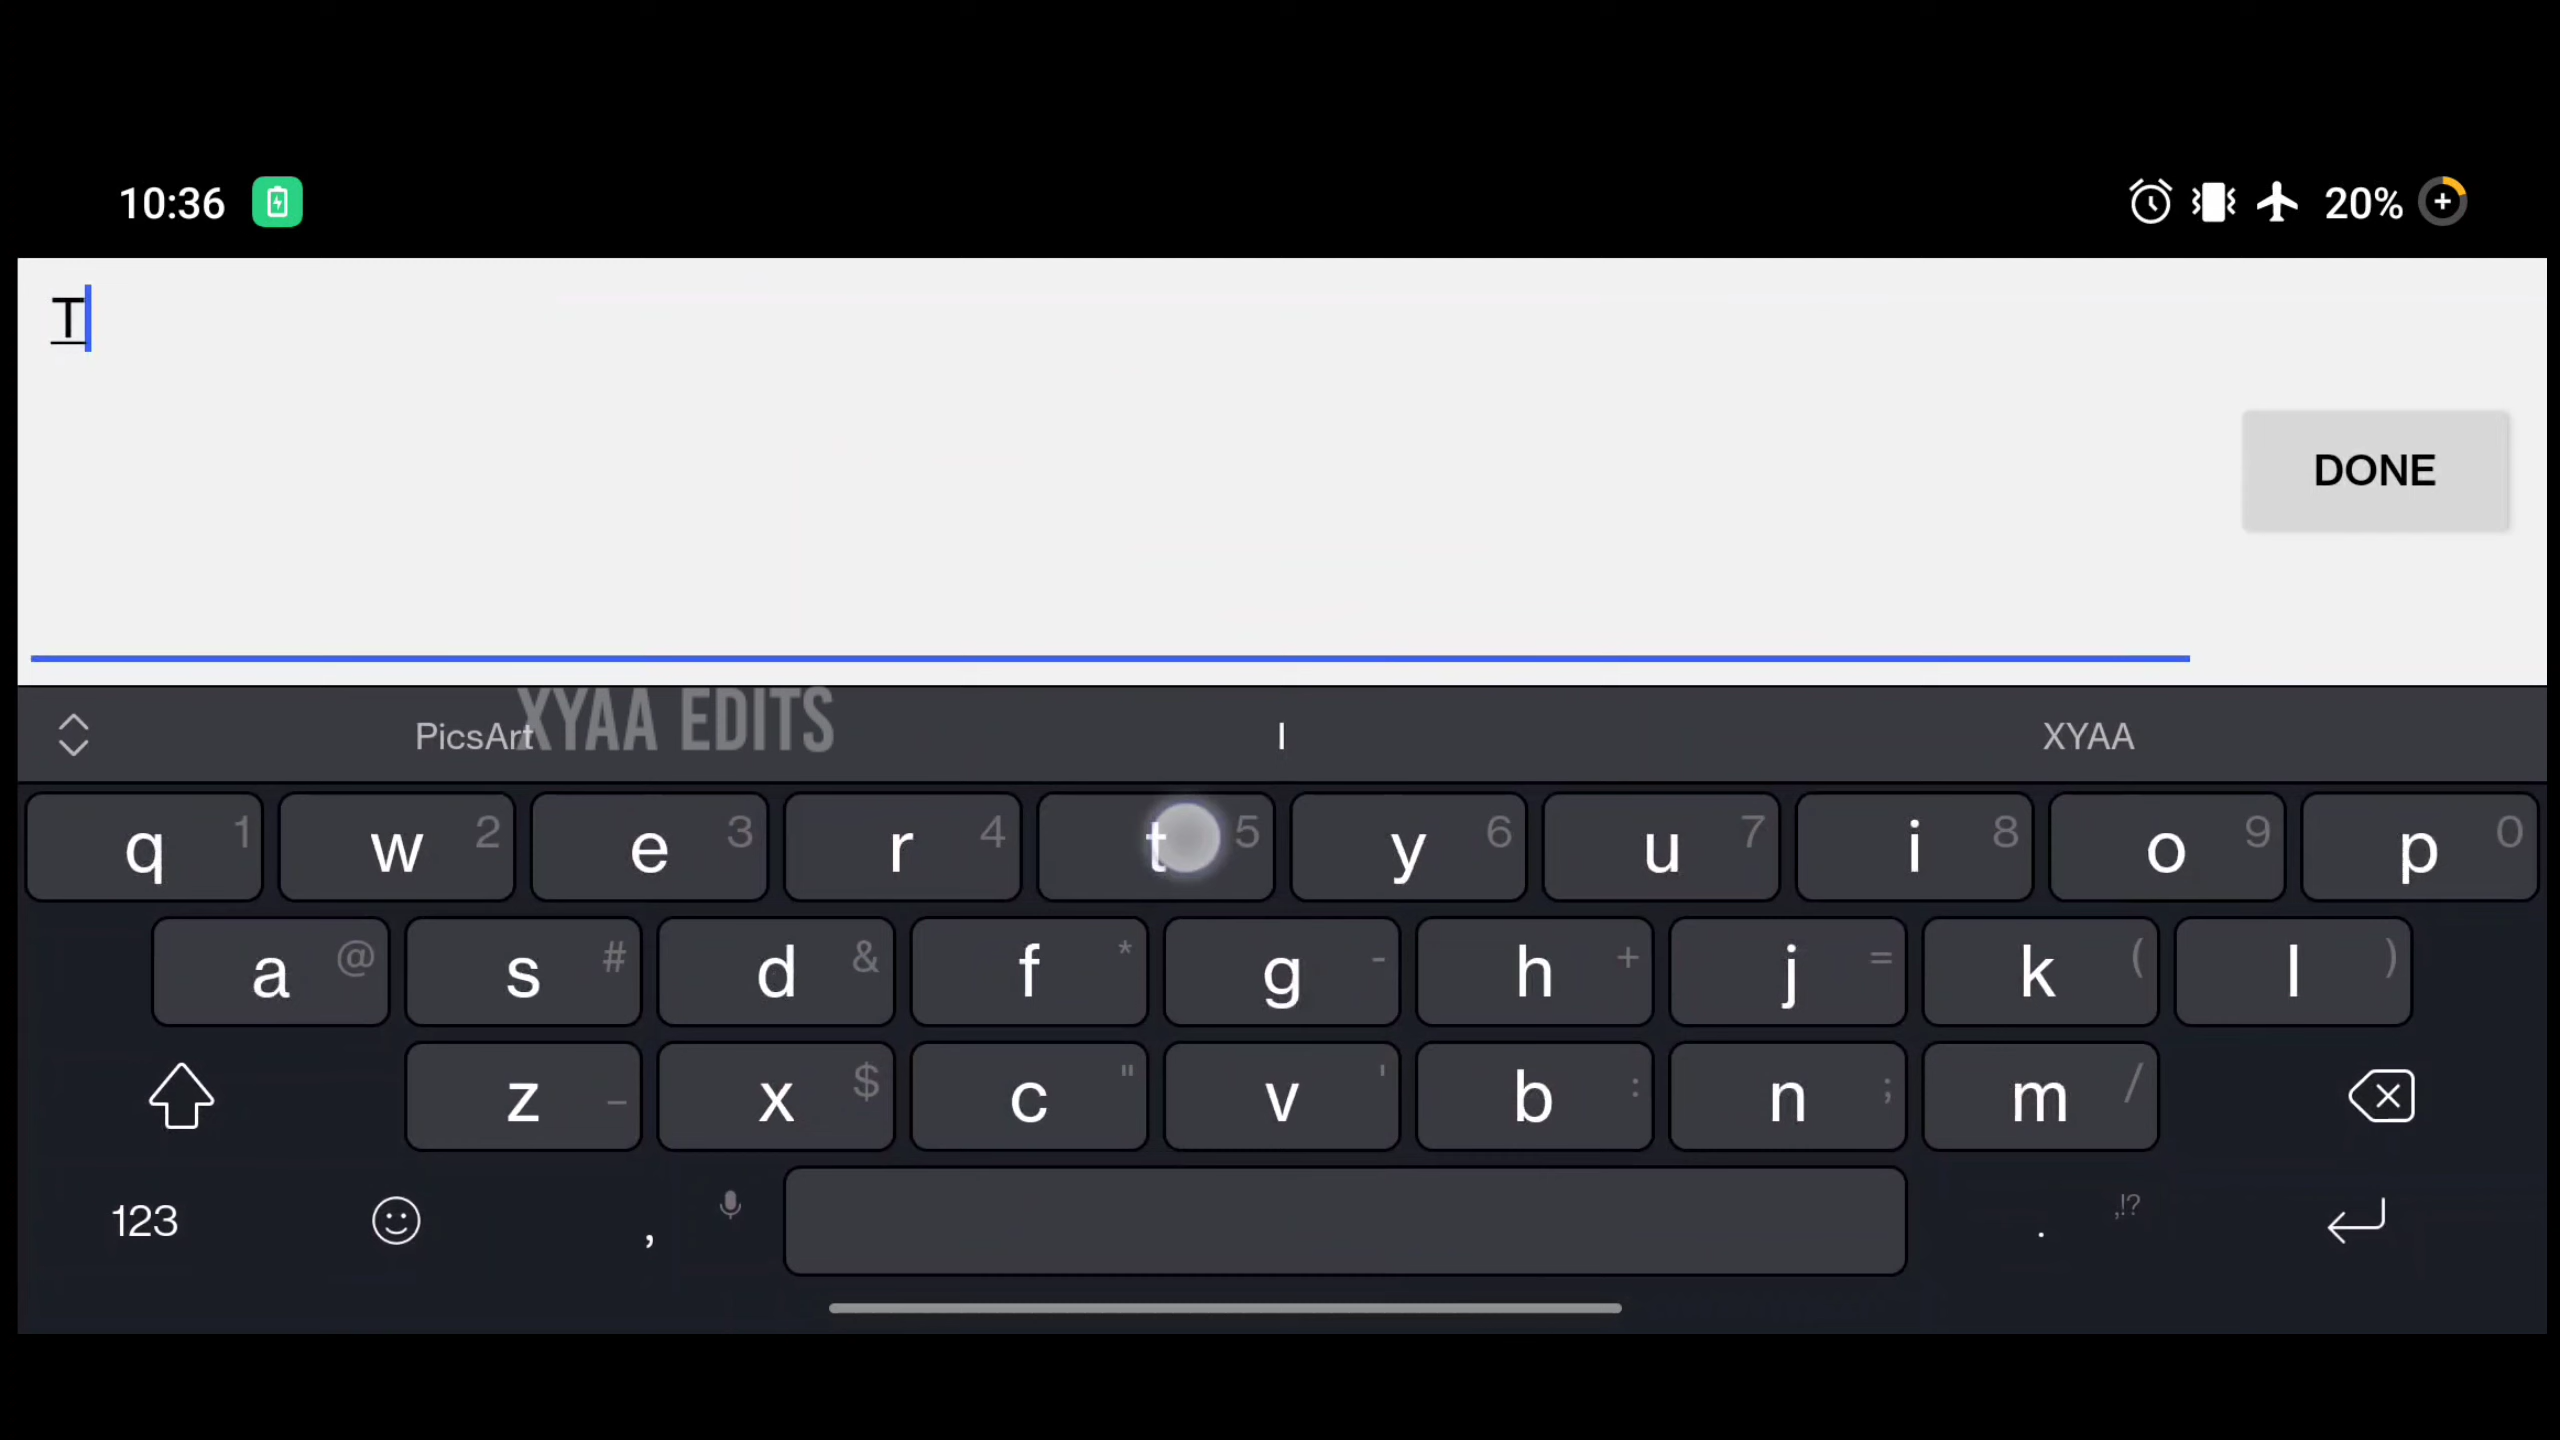 10:36 20%
T
DONE
XYAA EDITS
PicsArt I XYAA
q 1 w 2 e 3 r 4 t 5 y 6 u 7 i 8 o 9 p 0
a @ s # d & f * g - h + j = k ( l )
z _ x $ c " v ' b : n ; m /
123 , . ,!?